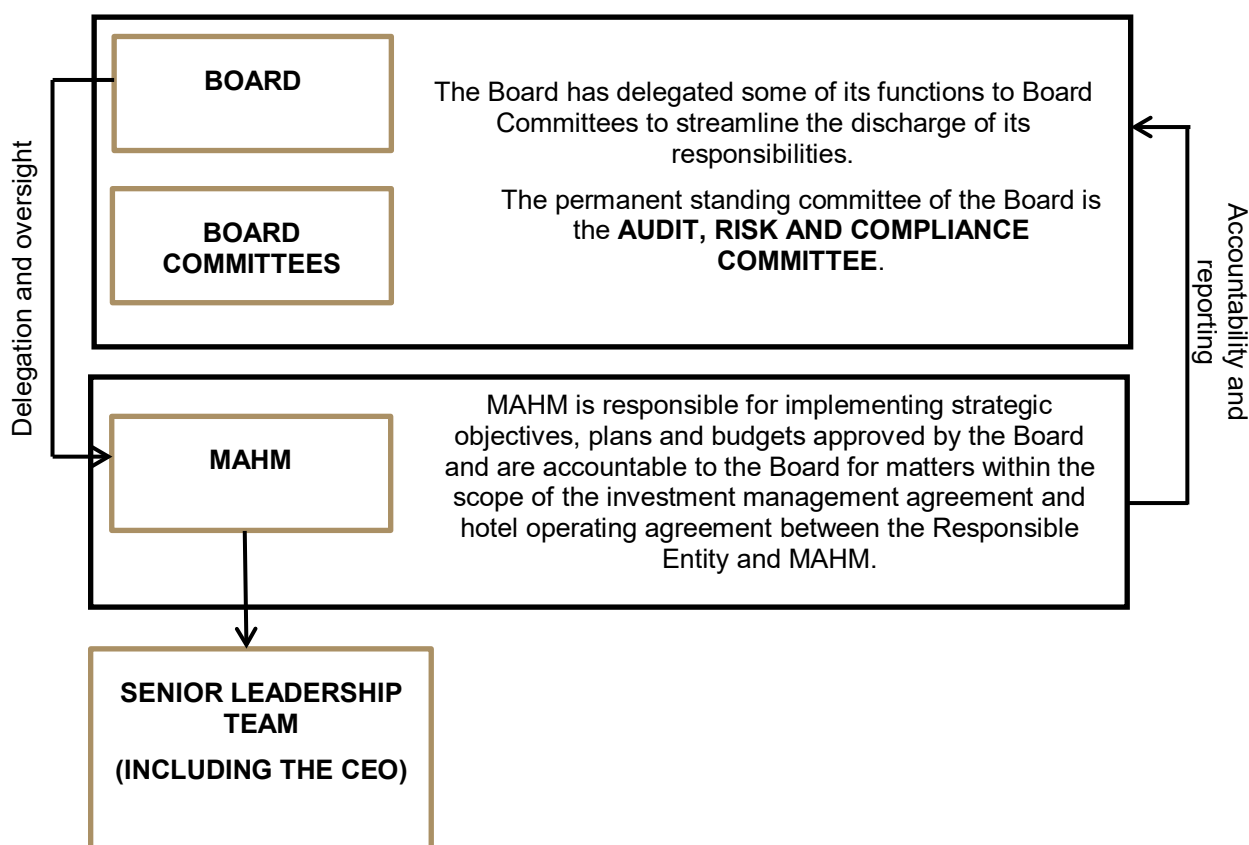 BOARD
The Board has delegated some of its functions to Board
Committees to streamline the discharge of its
responsibilities.
BOARD
COMMITTEES
The permanent standing committee of the Board is
the AUDIT, RISK AND COMPLIANCE
COMMITTEE.
Delegation and oversight
Accountability and
reporting
MAHM
MAHM is responsible for implementing strategic
objectives, plans and budgets approved by the Board
and are accountable to the Board for matters within the
scope of the investment management agreement and
hotel operating agreement between the Responsible
Entity and MAHM.
SENIOR LEADERSHIP
TEAM
(INCLUDING THE CEO)